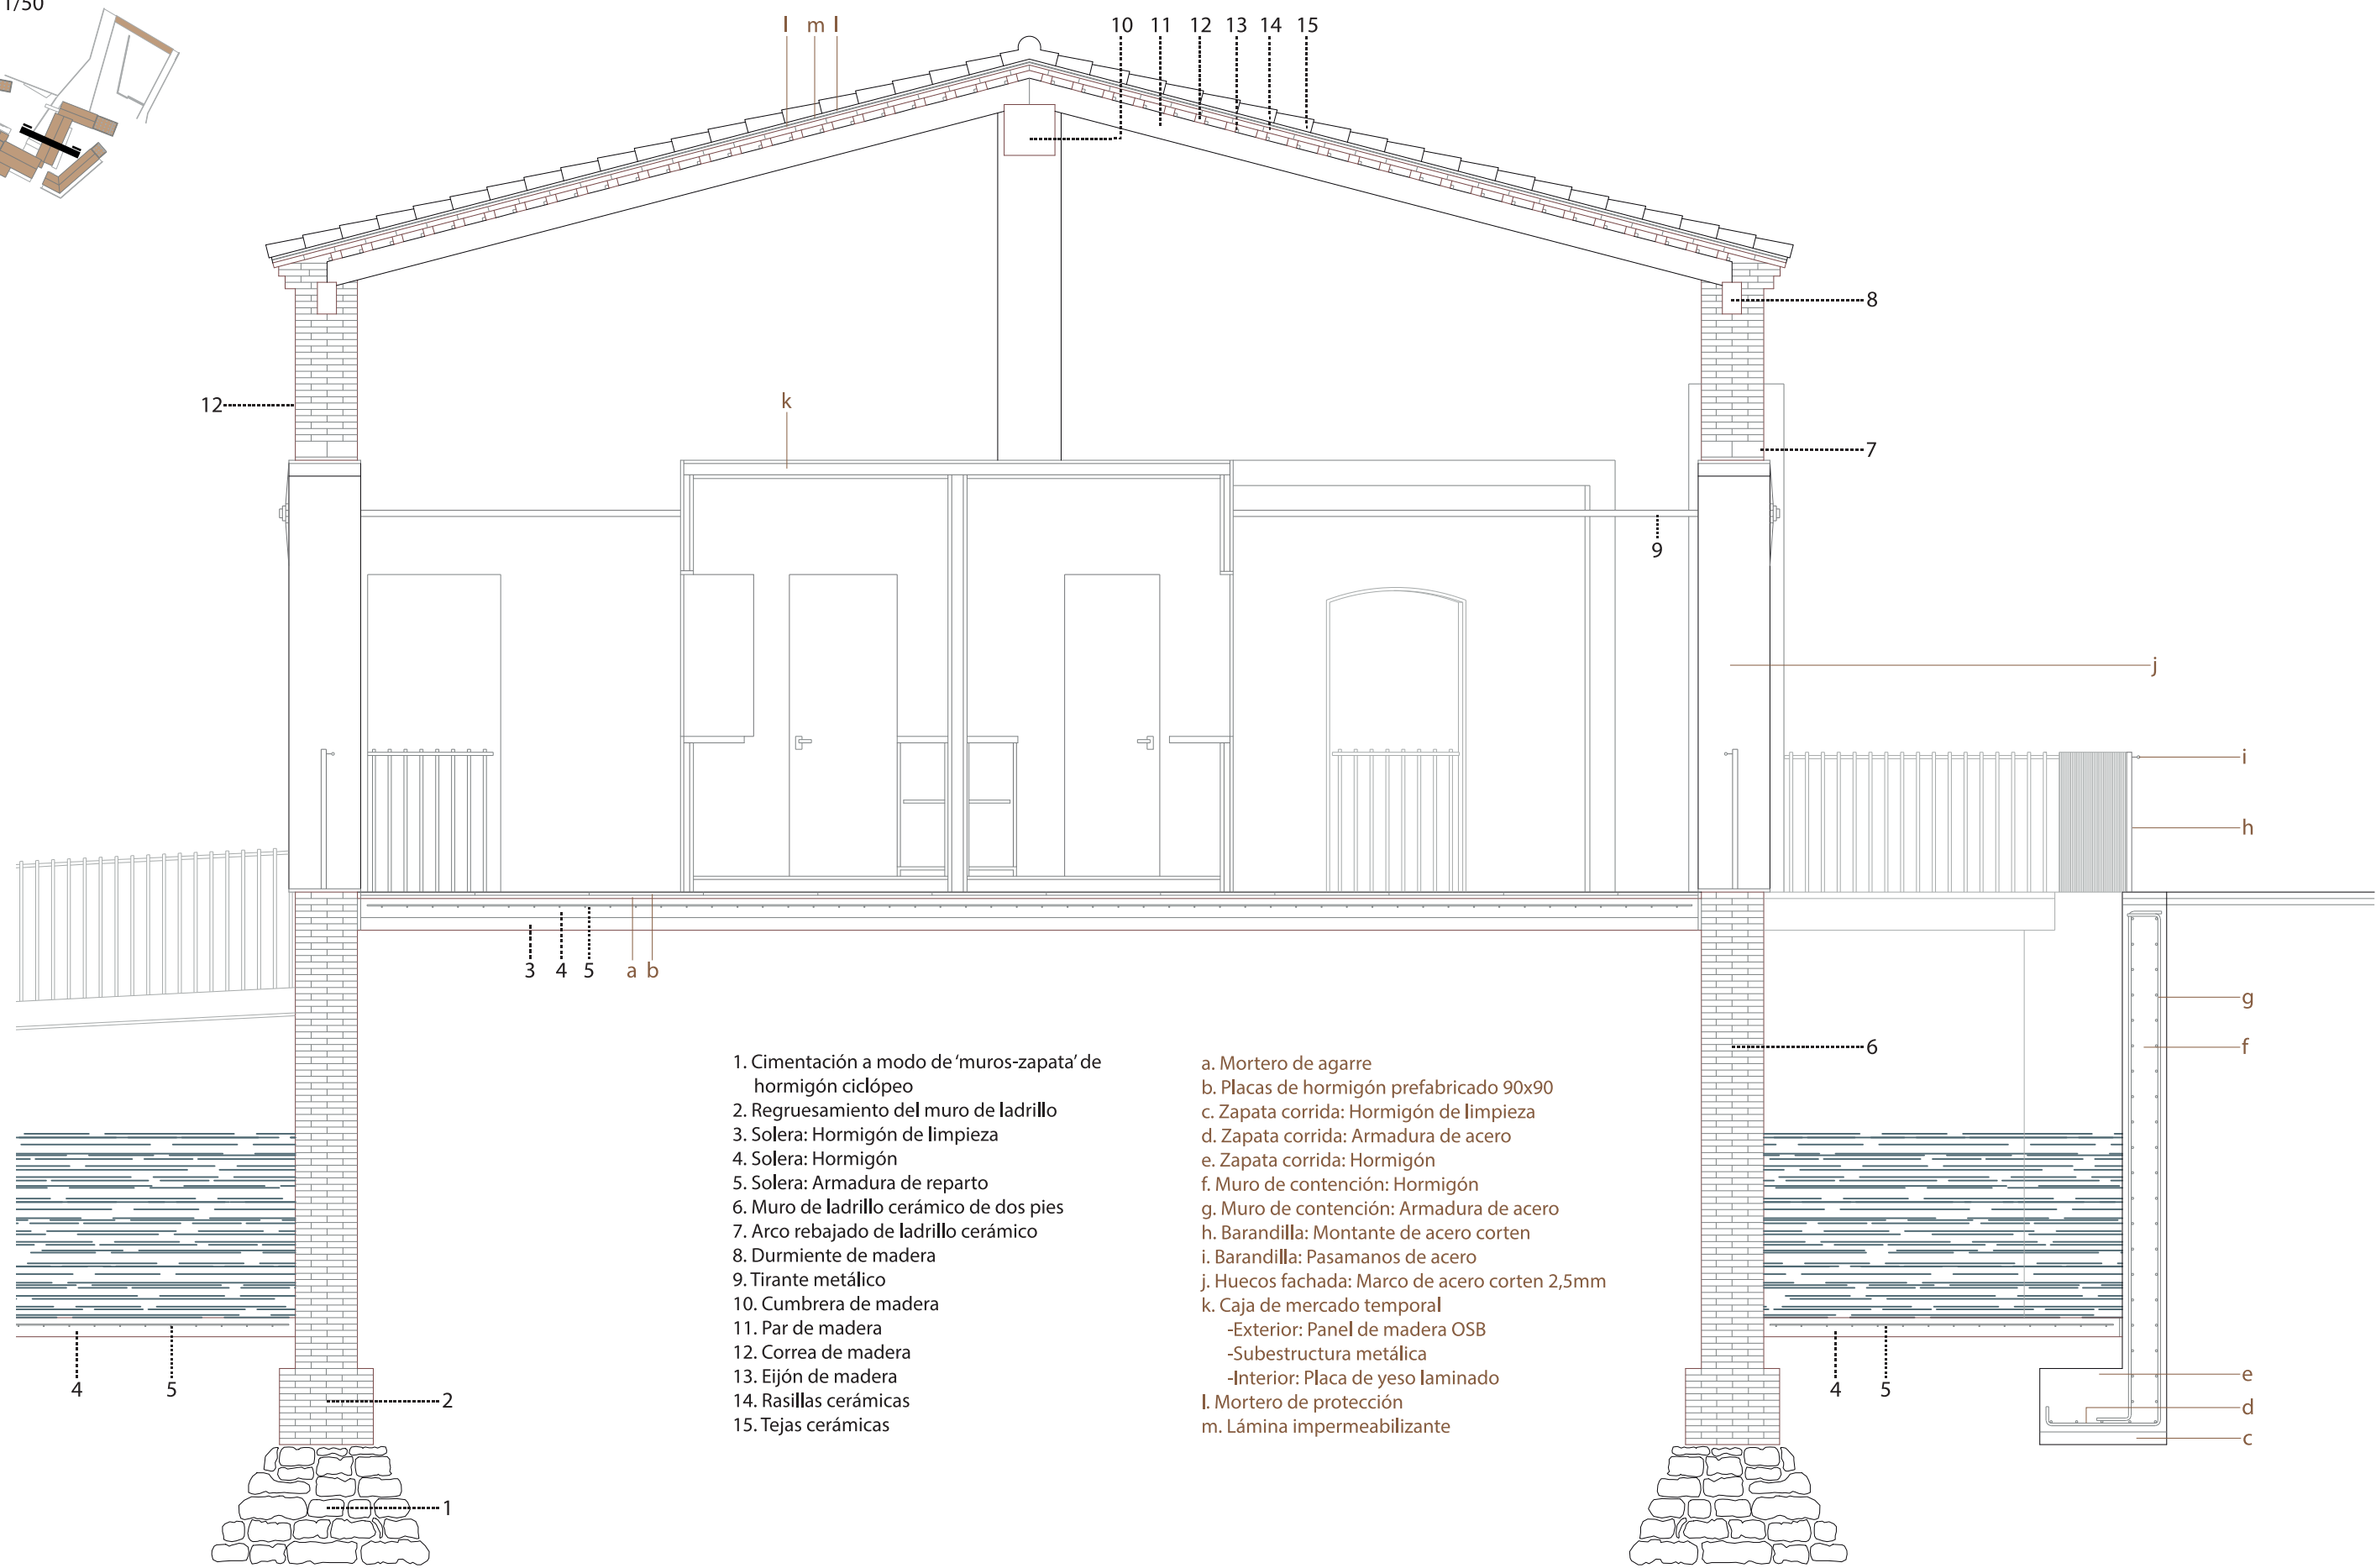 1/50
l m l
10 11 12 13 14 15
8
12
k
7
9
j
i
h
3 4 5 a b
g
f
6
4 5
2
1
4 5
e
d
c
1. Cimentación a modo de ‘muros-zapata’ de
hormigón ciclópeo
2. Regruesamiento del muro de ladrillo
3. Solera: Hormigón de limpieza
4. Solera: Hormigón
5. Solera: Armadura de reparto
6. Muro de ladrillo cerámico de dos pies
7. Arco rebajado de ladrillo cerámico
8. Durmiente de madera
9. Tirante metálico
10. Cumbrera de madera
11. Par de madera
12. Correa de madera
13. Eijón de madera
14. Rasillas cerámicas
15. Tejas cerámicas
a. Mortero de agarre
b. Placas de hormigón prefabricado 90x90
c. Zapata corrida: Hormigón de limpieza
d. Zapata corrida: Armadura de acero
e. Zapata corrida: Hormigón
f. Muro de contención: Hormigón
g. Muro de contención: Armadura de acero
h. Barandilla: Montante de acero corten
i. Barandilla: Pasamanos de acero
j. Huecos fachada: Marco de acero corten 2,5mm
k. Caja de mercado temporal
-Exterior: Panel de madera OSB
-Subestructura metálica
-Interior: Placa de yeso laminado
l. Mortero de protección
m. Lámina impermeabilizante